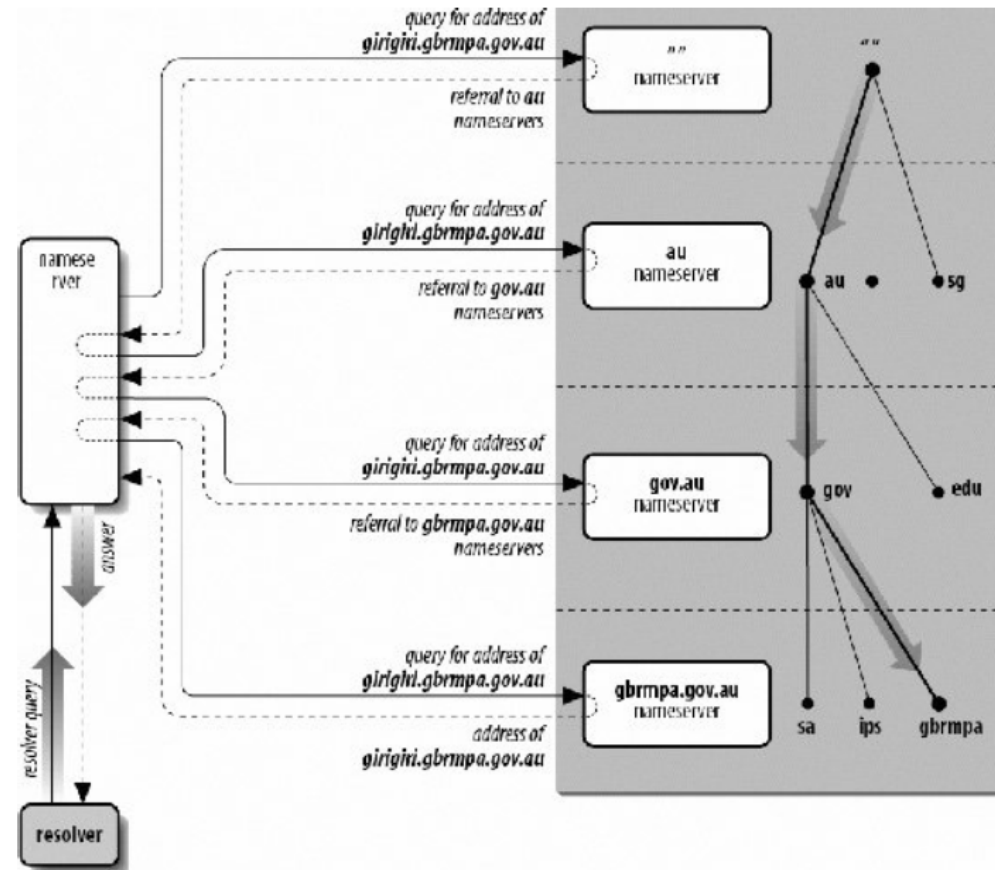 query for address of
girigiri.gbrmpa.gov.au
" "
nameserver
referral to au
nameservers
" "
query for address of
girigiri.gbrmpa.gov.au
au
nameserver
referral to gov.au
nameservers
au
sg
namese
rver
query for address of
girigiri.gbrmpa.gov.au
gov.au
nameserver
referral to gbrmpa.gov.au
nameservers
gov
edu
answer
resolver query
query for address of
girigiri.gbrmpa.gov.au
gbrmpa.gov.au
nameserver
address of
girigiri.gbrmpa.gov.au
sa
ips
gbrmpa
resolver